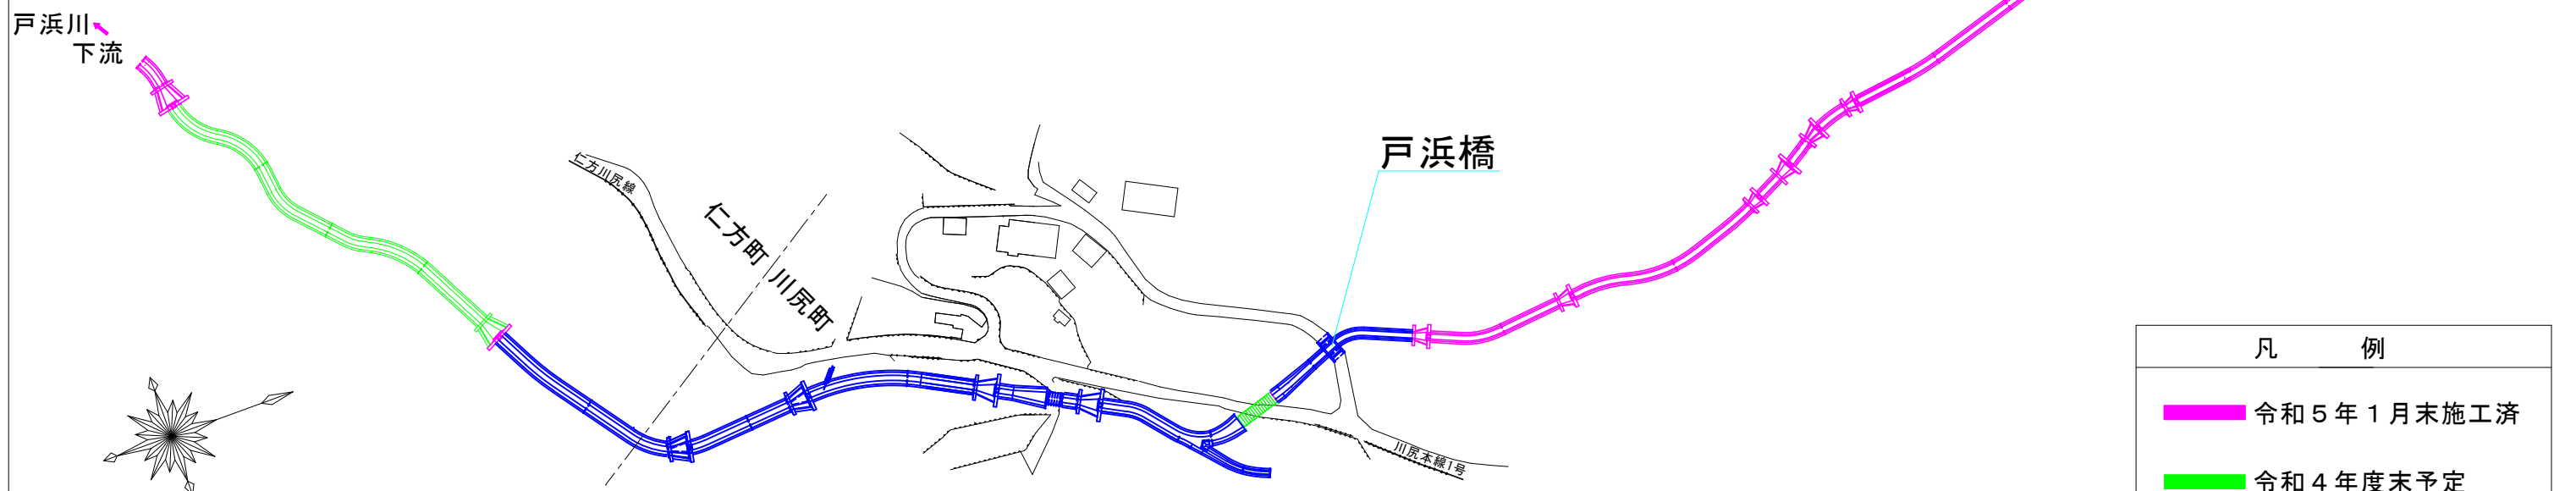 戸浜川
下流
仁方川尻線
仁方町 川尻町
戸浜橋
川尻本線1号
凡 例
令和５年１月末施工済
令和４年度末予定